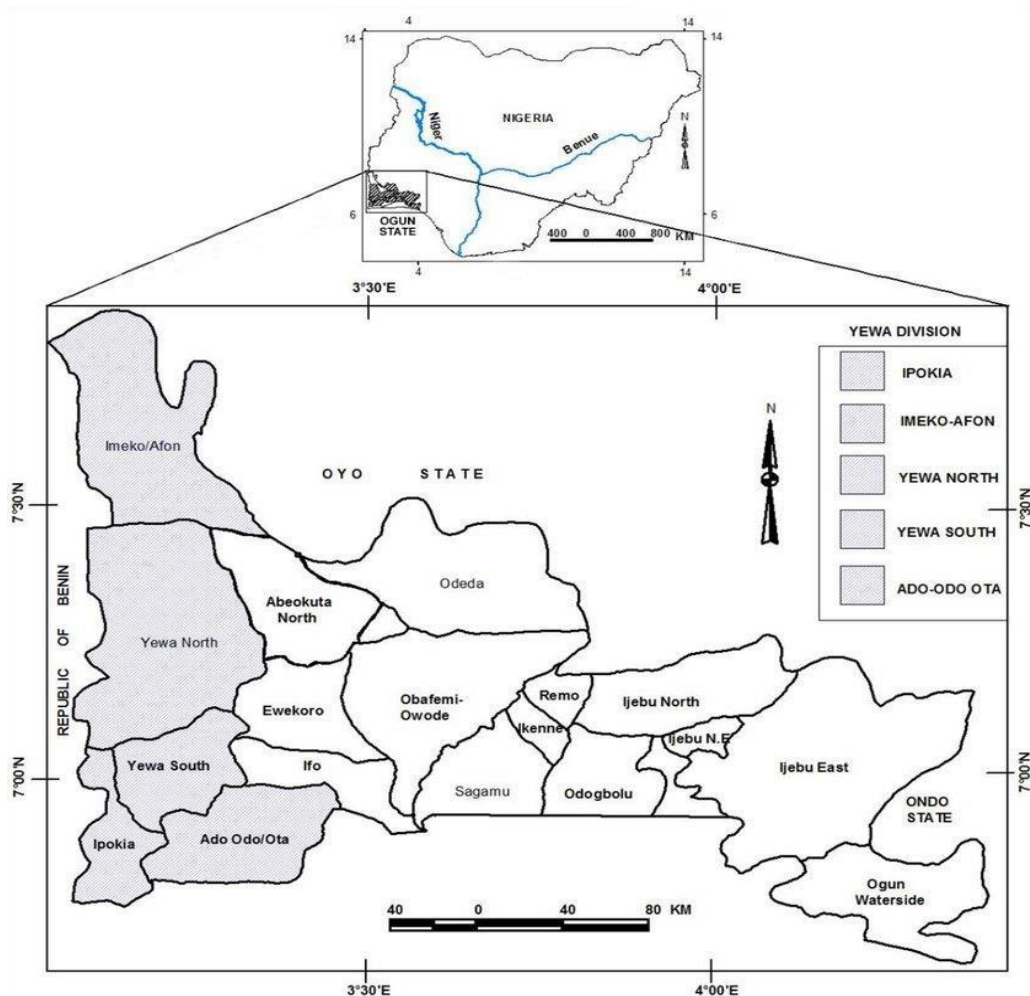 4
14
14
14
NIGERIA
Niger
Benue
N
6
OGUN
STATE
6
400 0 400 800 KM
4
14
3°30'E
4°00'E
YEWA DIVISION
IPOKIA
IMEKO-AFON
YEWA NORTH
YEWA SOUTH
ADO-ODO OTA
N
Imeko/Afon
OYO STATE
7°30'N
7°30'N
Odeda
Abeokuta
North
REPUBLIC OF BENIN
Yewa North
Remo
Obafemi-
Owode
Ijebu North
Ewekoro
Ikenne
Ijebu N.E
Yewa South
Ifo
Ijebu East
7°00'N
7°00'N
Sagamu
Odogbolu
ONDO
STATE
Ipokia
Ado Odo/Ota
Ogun
Waterside
40 0 40 80 KM
3°30'E
4°00'E